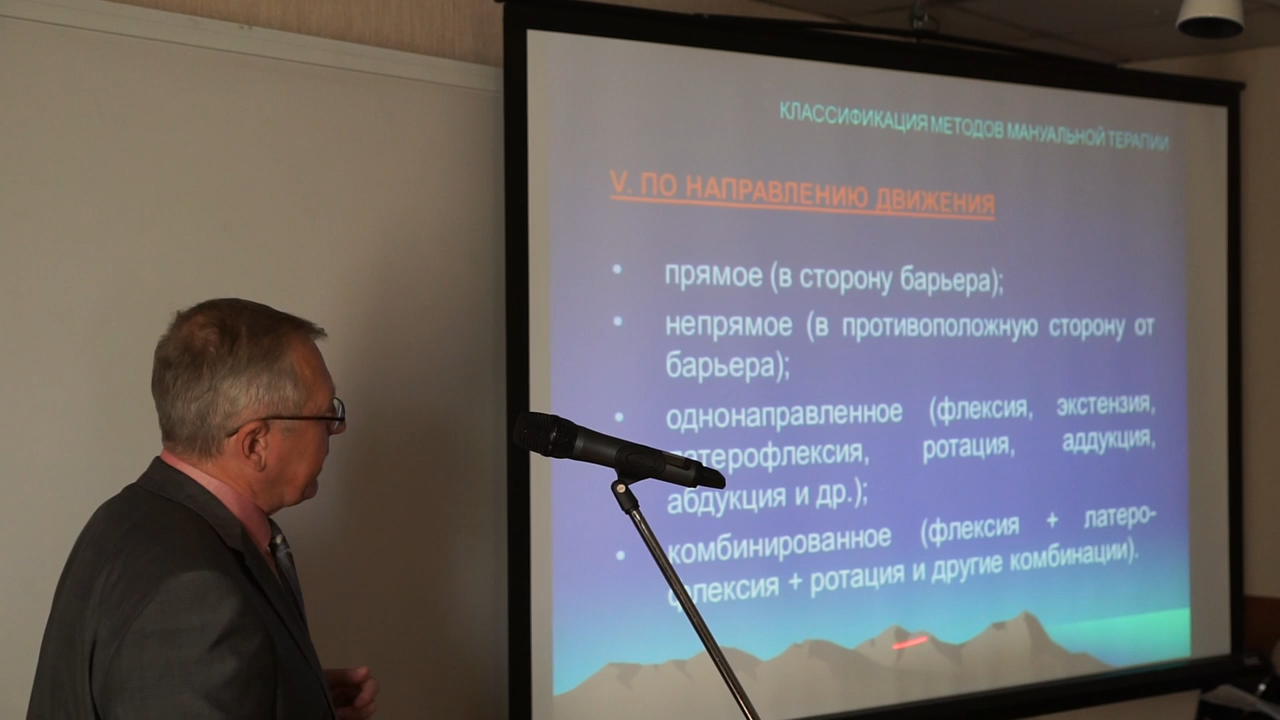 КЛАССИФИКАЦИЯ МЕТОДОВ МАНУАЛЬНОЙ ТЕРАПИИ
V. ПО НАПРАВЛЕНИЮ ДВИЖЕНИЯ
• прямое (в сторону барьера);
• непрямое (в противоположную сторону от
барьера);
• однонаправленное (флексия, экстензия,
латерофлексия, ротация, аддукция,
абдукция и др.);
• комбинированное (флексия + латеро-
флексия + ротация и другие комбинации).